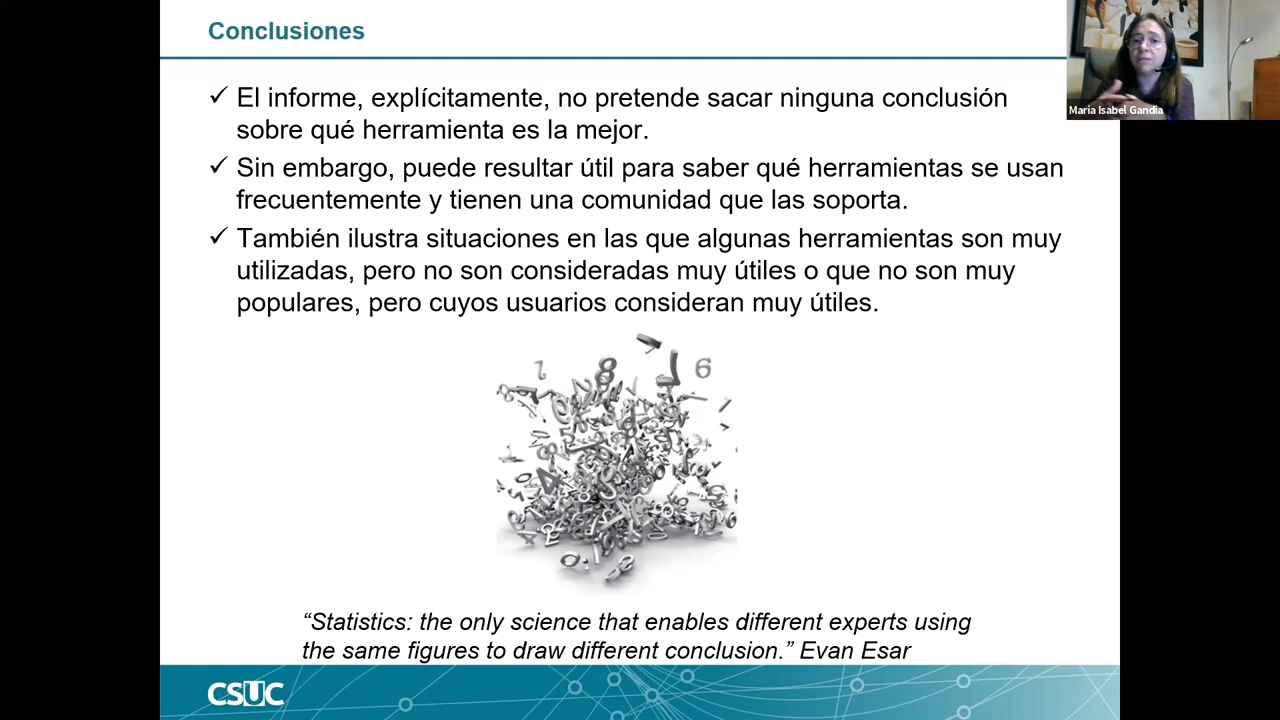 Conclusiones
Maria Isabel Gandia
✓ El informe, explícitamente, no pretende sacar ninguna conclusión
sobre qué herramienta es la mejor.
✓ Sin embargo, puede resultar útil para saber qué herramientas se usan
frecuentemente y tienen una comunidad que las soporta.
✓ También ilustra situaciones en las que algunas herramientas son muy
utilizadas, pero no son consideradas muy útiles o que no son muy
populares, pero cuyos usuarios consideran muy útiles.
“Statistics: the only science that enables different experts using
the same figures to draw different conclusion.” Evan Esar
CSUC